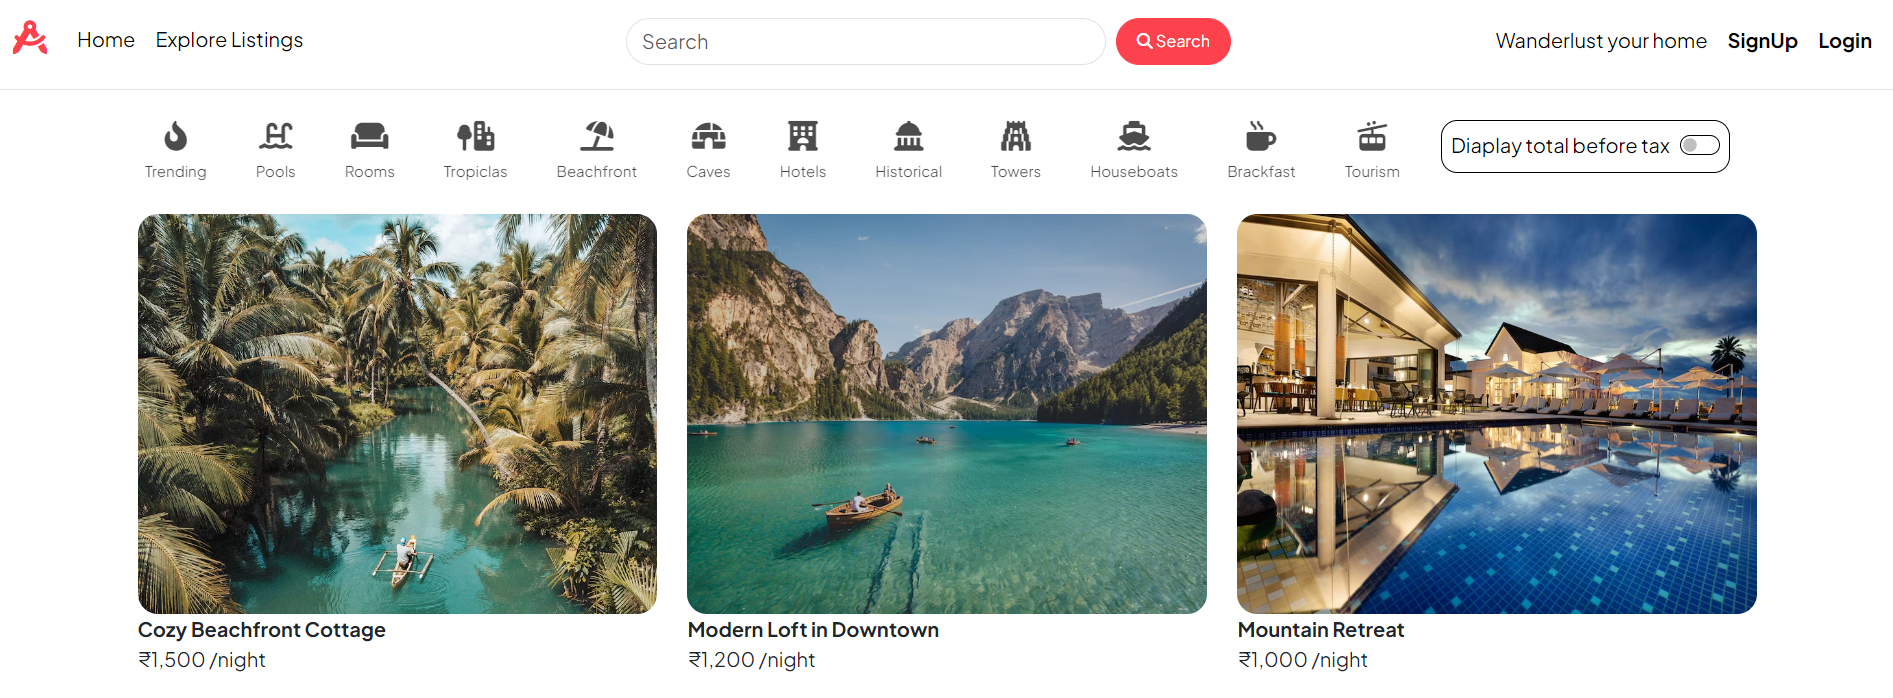 Home Explore Listings Search Search Wanderlust your home SignUp Login
Trending Pools Rooms Tropiclas Beachfront Caves Hotels Historical Towers Houseboats Brackfast Tourism Diaplay total before tax
Cozy Beachfront Cottage Modern Loft in Downtown Mountain Retreat
₹1,500 /night ₹1,200 /night ₹1,000 /night